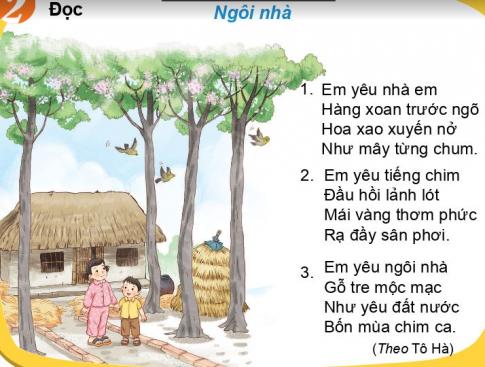 2 Đọc
Ngôi nhà
1. Em yêu nhà em
Hàng xoan trước ngõ
Hoa xao xuyến nở
Như mây từng chum.
2. Em yêu tiếng chim
Đầu hồi lảnh lót
Mái vàng thơm phức
Rạ đầy sân phơi.
3. Em yêu ngôi nhà
Gỗ tre mộc mạc
Như yêu đất nước
Bốn mùa chim ca.
(Theo Tô Hà)